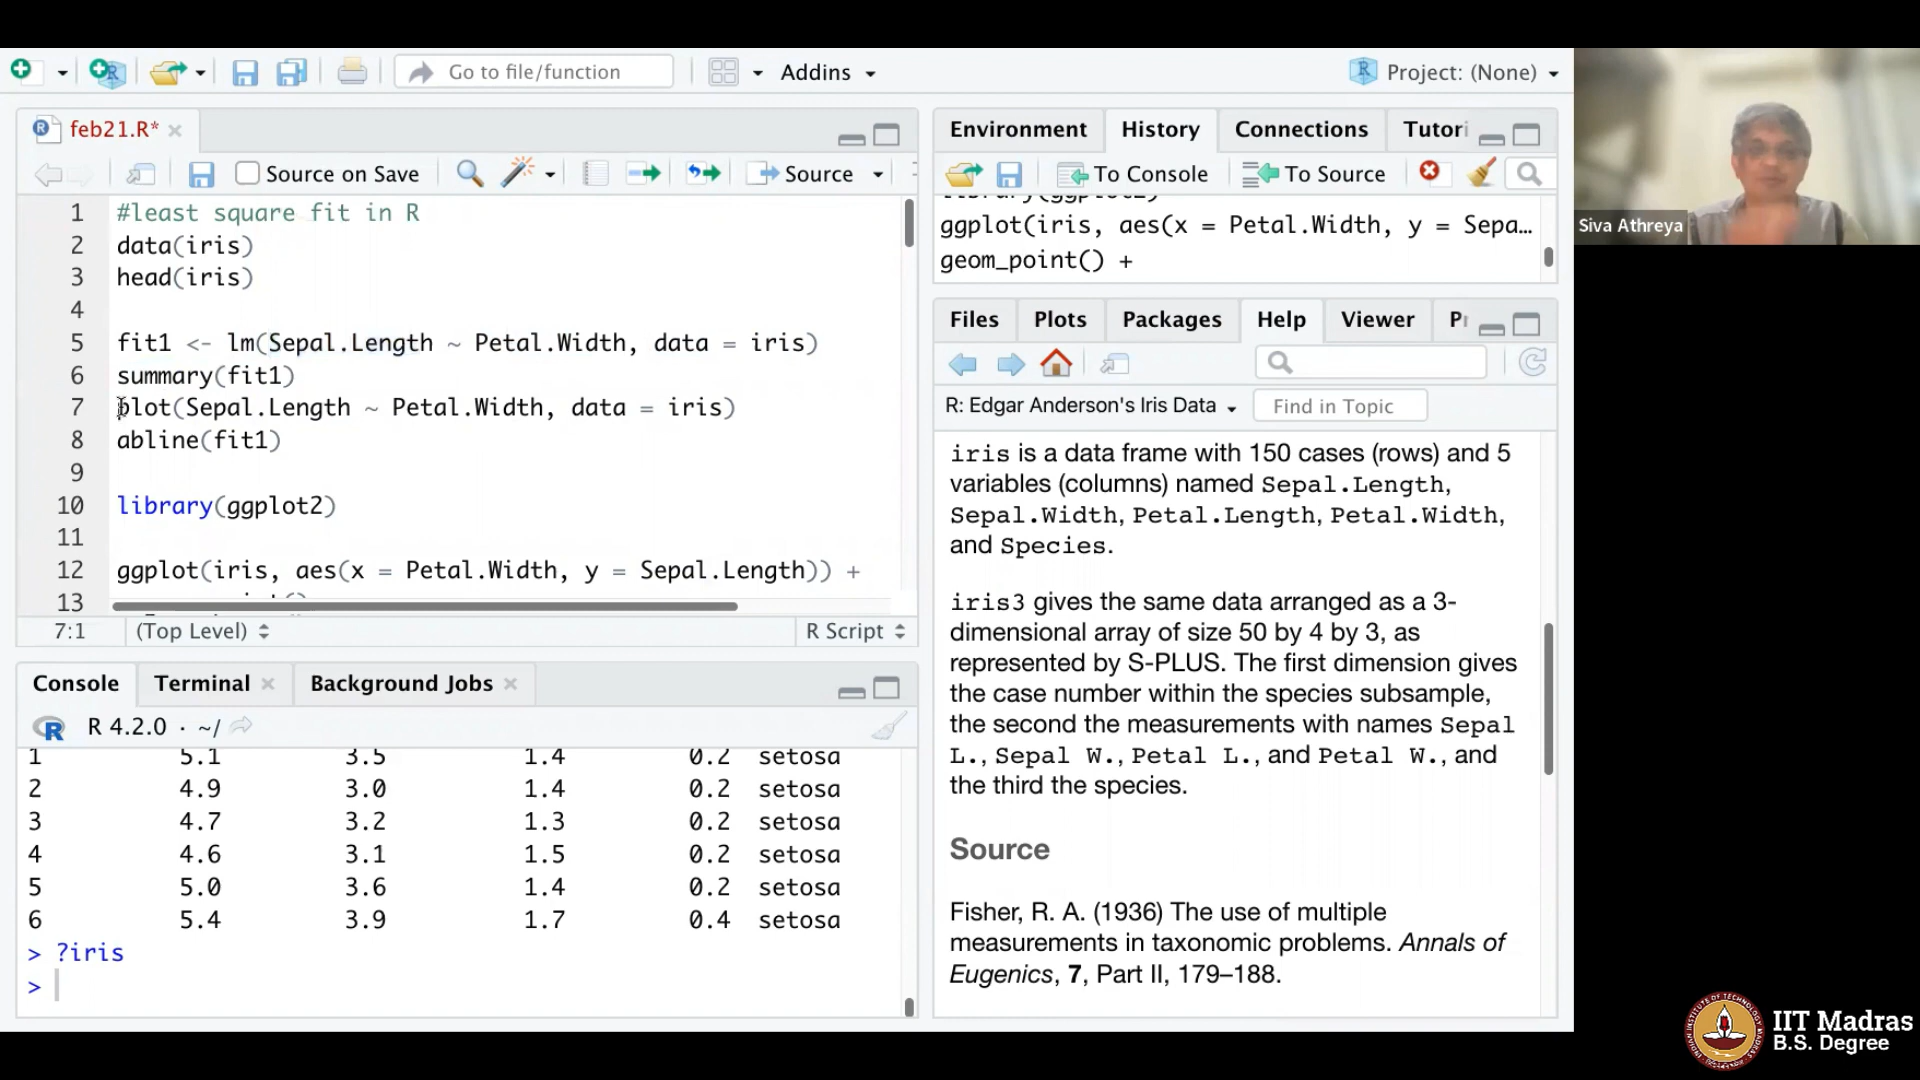 Go to file/function
Addins
Project: (None)
feb21.R*
Source on Save
Source
1 #least square fit in R
2 data(iris)
3 head(iris)
4
5 fit1 <- lm(Sepal.Length ~ Petal.Width, data = iris)
6 summary(fit1)
7 plot(Sepal.Length ~ Petal.Width, data = iris)
8 abline(fit1)
9
10 library(ggplot2)
11
12 ggplot(iris, aes(x = Petal.Width, y = Sepal.Length)) +
13
7:1 (Top Level) R Script
Console Terminal Background Jobs
R 4.2.0 · ~/
1 5.1 3.5 1.4 0.2 setosa
2 4.9 3.0 1.4 0.2 setosa
3 4.7 3.2 1.3 0.2 setosa
4 4.6 3.1 1.5 0.2 setosa
5 5.0 3.6 1.4 0.2 setosa
6 5.4 3.9 1.7 0.4 setosa
> ?iris
>
Environment History Connections Tutori
To Console To Source
ggplot(iris, aes(x = Petal.Width, y = Sepa...
geom_point() +
Files Plots Packages Help Viewer
R: Edgar Anderson's Iris Data Find in Topic
iris is a data frame with 150 cases (rows) and 5
variables (columns) named Sepal.Length,
Sepal.Width, Petal.Length, Petal.Width,
and Species.
iris3 gives the same data arranged as a 3-
dimensional array of size 50 by 4 by 3, as
represented by S-PLUS. The first dimension gives
the case number within the species subsample,
the second the measurements with names Sepal
L., Sepal W., Petal L., and Petal W., and
the third the species.
Source
Fisher, R. A. (1936) The use of multiple
measurements in taxonomic problems. Annals of
Eugenics, 7, Part II, 179–188.
Siva Athreya
IIT Madras
B.S. Degree